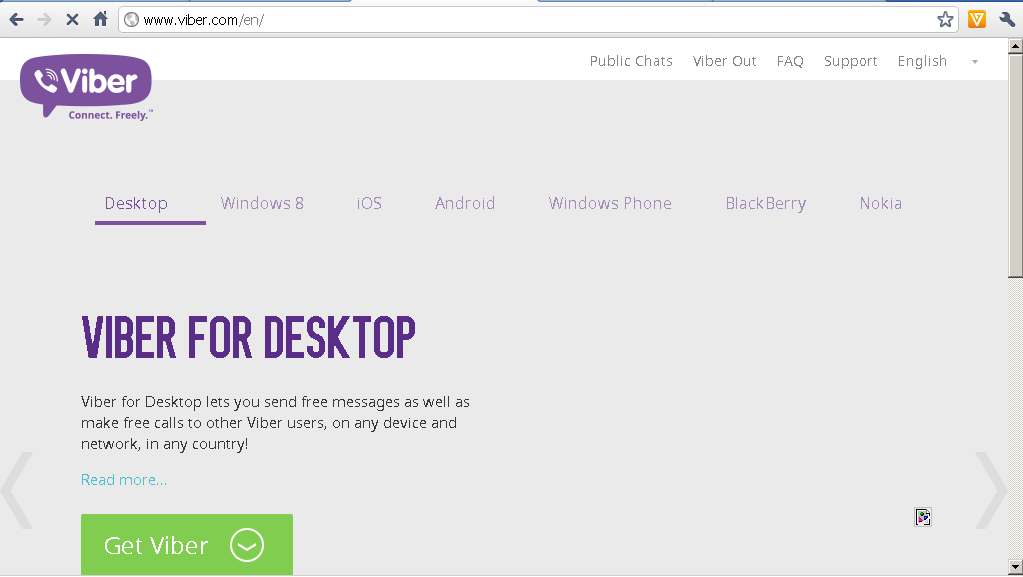 www.viber.com/en/
Viber
Connect. Freely.™
Public Chats Viber Out FAQ Support English
Desktop Windows 8 iOS Android Windows Phone BlackBerry Nokia
VIBER FOR DESKTOP
Viber for Desktop lets you send free messages as well as
make free calls to other Viber users, on any device and
network, in any country!
Read more...
Get Viber